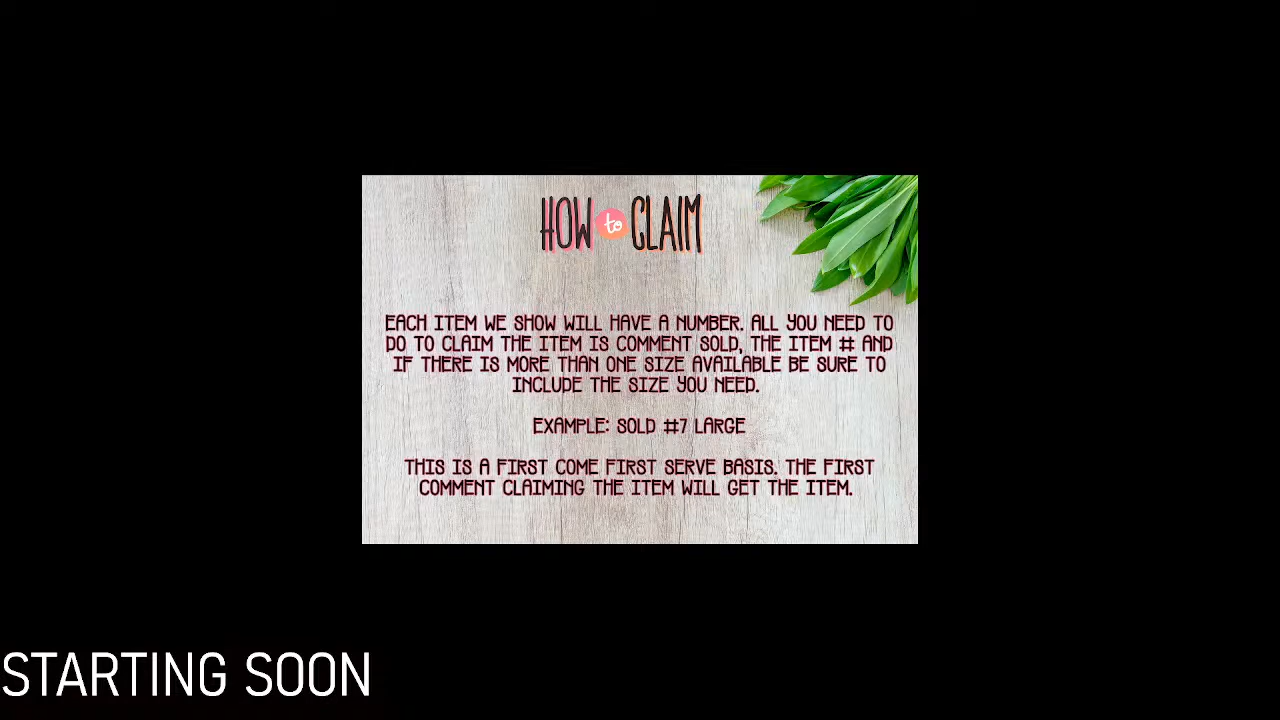 HOW to CLAIM
EACH ITEM WE SHOW WILL HAVE A NUMBER. ALL YOU NEED TO
DO TO CLAIM THE ITEM IS COMMENT SOLD, THE ITEM # AND
IF THERE IS MORE THAN ONE SIZE AVAILABLE BE SURE TO
INCLUDE THE SIZE YOU NEED.
EXAMPLE: SOLD #7 LARGE
THIS IS A FIRST COME FIRST SERVE BASIS. THE FIRST
COMMENT CLAIMING THE ITEM WILL GET THE ITEM.
STARTING SOON